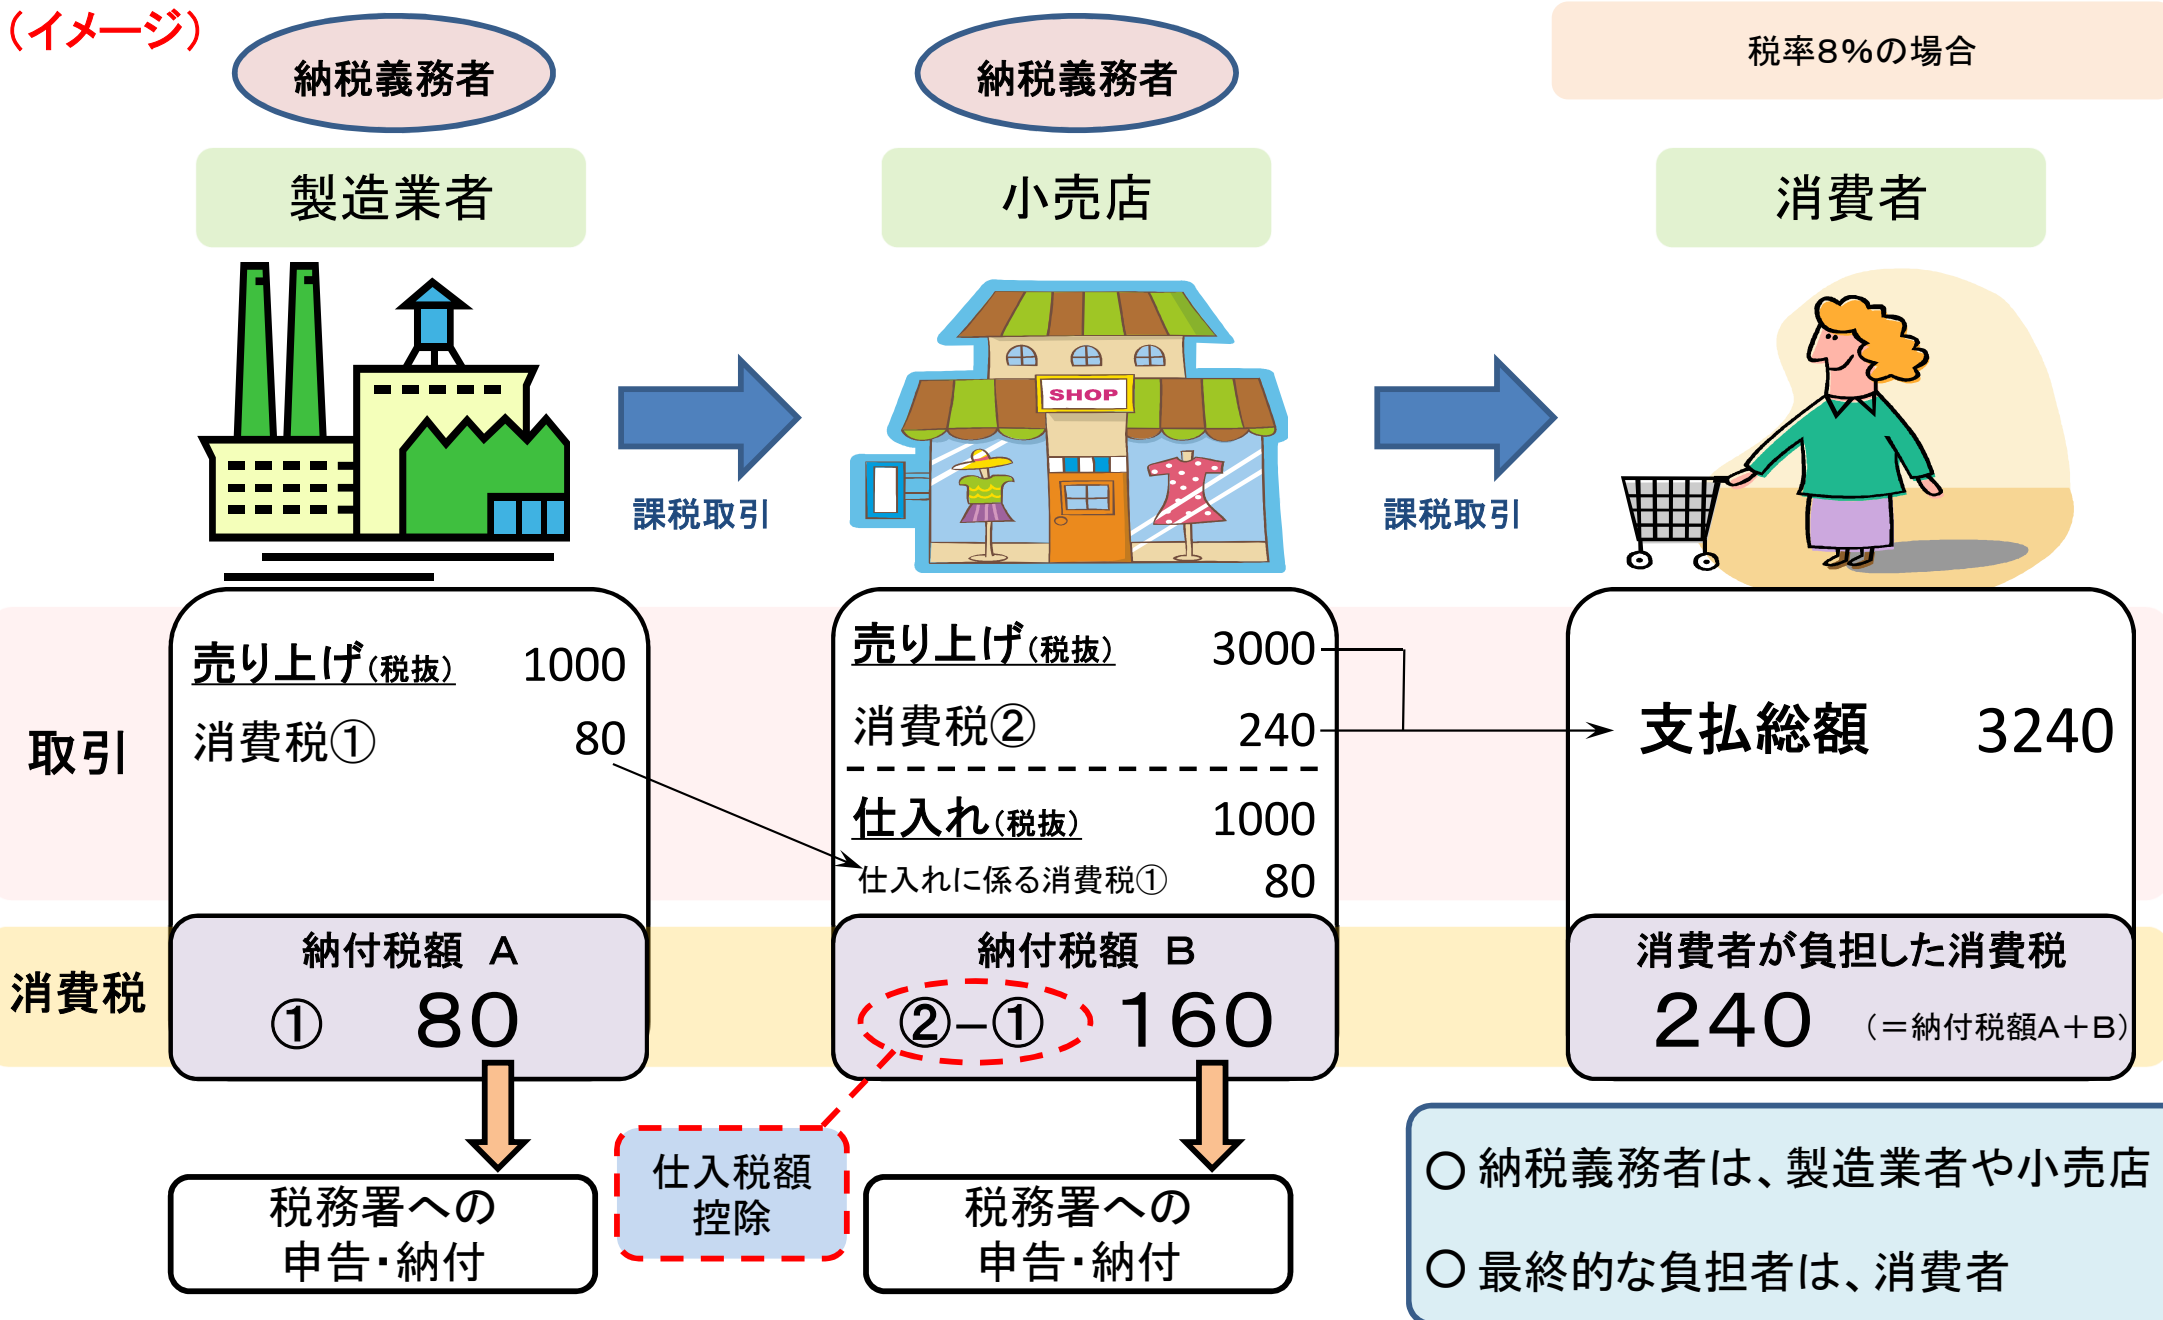 (イメージ)
納税義務者
納税義務者
税率8%の場合
製造業者
小売店
消費者
SHOP
課税取引
課税取引
取引
売り上げ(税抜) 1000
消費税① 80
売り上げ(税抜) 3000
消費税② 240
仕入れ(税抜) 1000
仕入れに係る消費税① 80
支払総額 3240
消費税
納付税額 A
① 80
納付税額 B
②−① 160
消費者が負担した消費税
240 (=納付税額A+B)
税務署への
申告・納付
仕入税額
控除
税務署への
申告・納付
○ 納税義務者は、製造業者や小売店
○ 最終的な負担者は、消費者